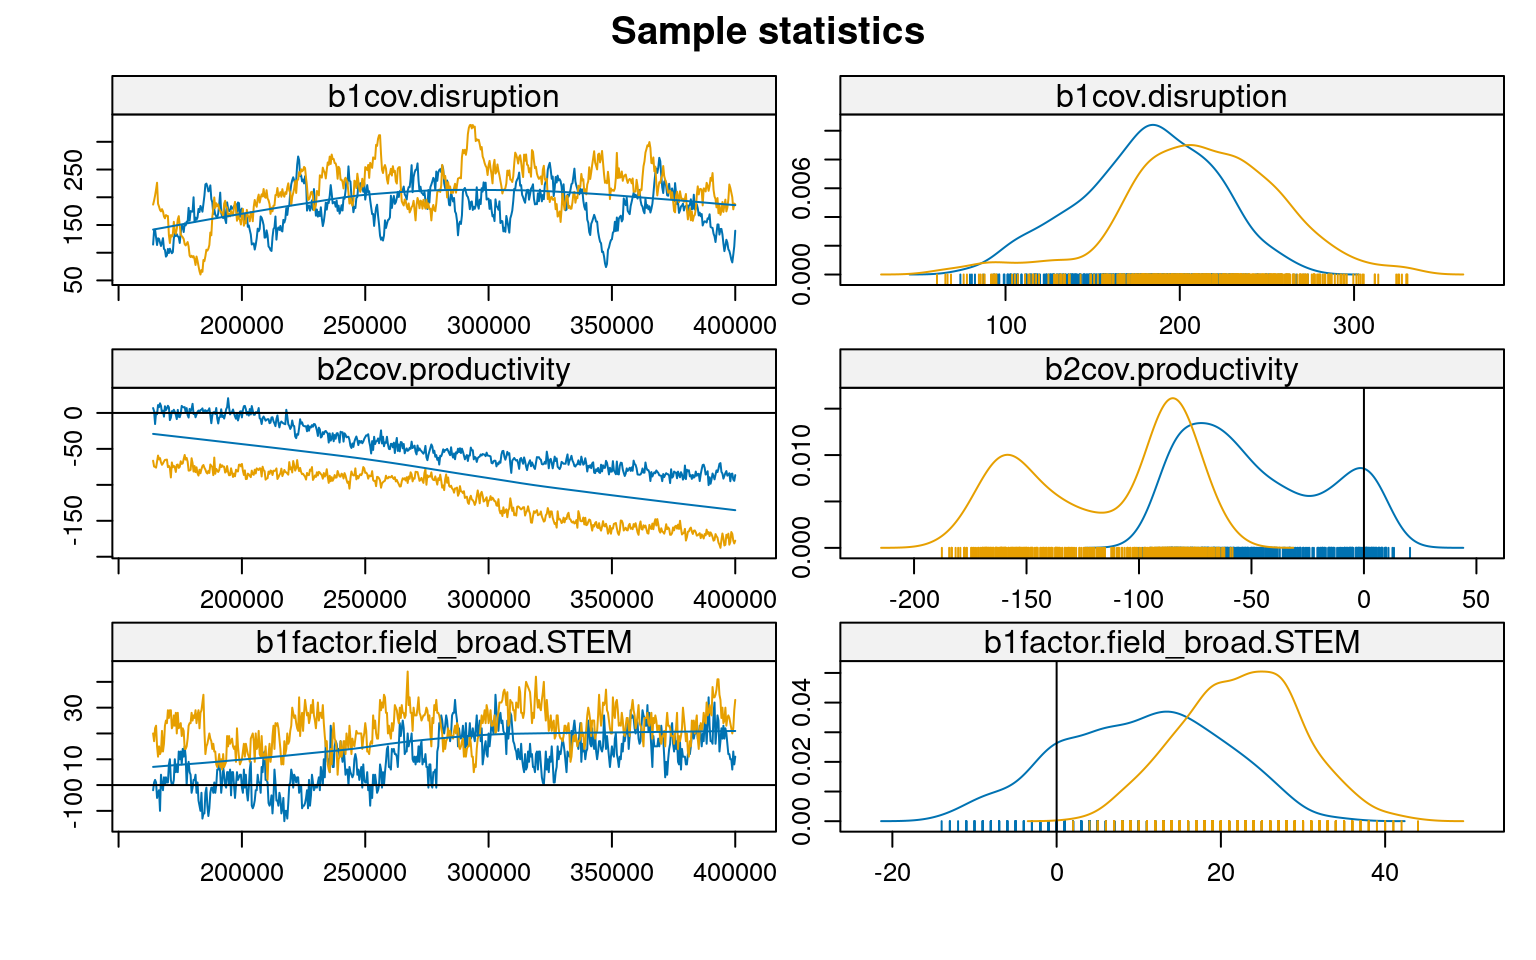 Sample statistics
b1cov.disruption
b1cov.disruption
50 150 250
200000 250000 300000 350000 400000
0.000 0.006
100 200 300
b2cov.productivity
b2cov.productivity
-150 -50 0
200000 250000 300000 350000 400000
0.000 0.010
-200 -150 -100 -50 0 50
b1factor.field_broad.STEM
b1factor.field_broad.STEM
-10 0 10 30
200000 250000 300000 350000 400000
0.00 0.02 0.04
-20 0 20 40